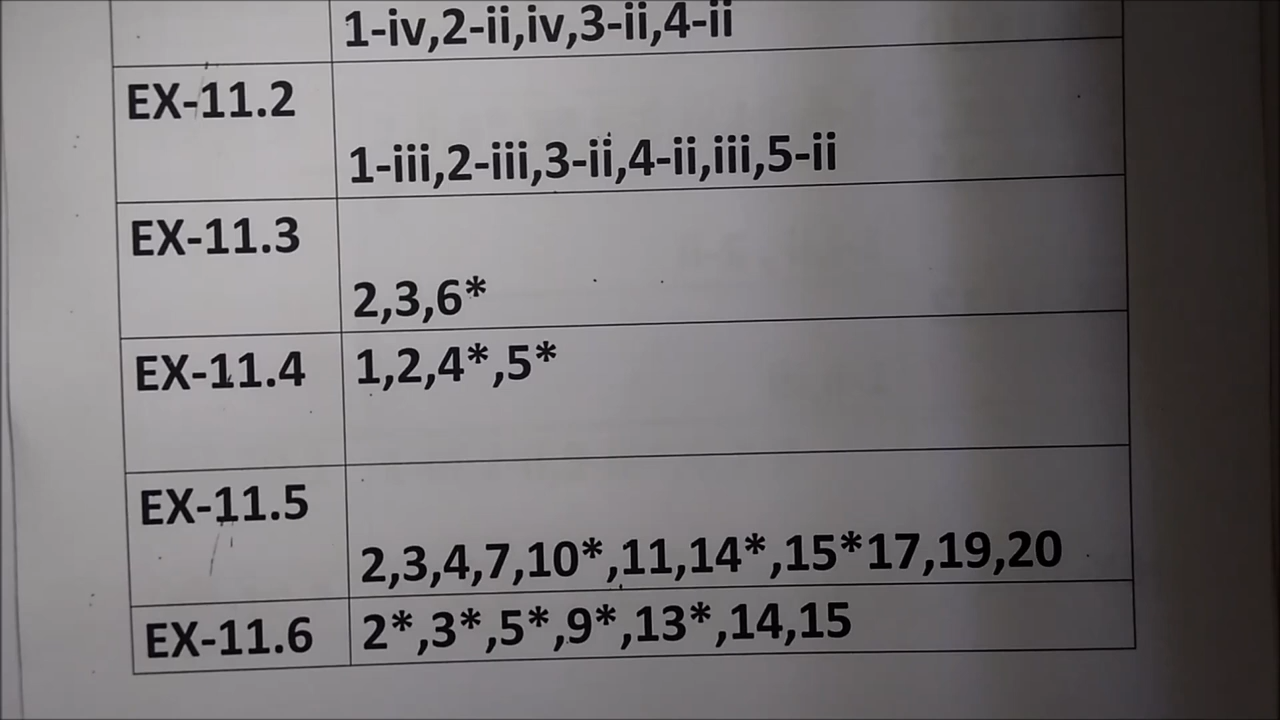 1-iv,2-ii,iv,3-ii,4-ii
EX-11.2
1-iii,2-iii,3-ii,4-ii,iii,5-ii
EX-11.3
2,3,6*
EX-11.4
1,2,4*,5*
EX-11.5
2,3,4,7,10*,11,14*,15*17,19,20
EX-11.6
2*,3*,5*,9*,13*,14,15